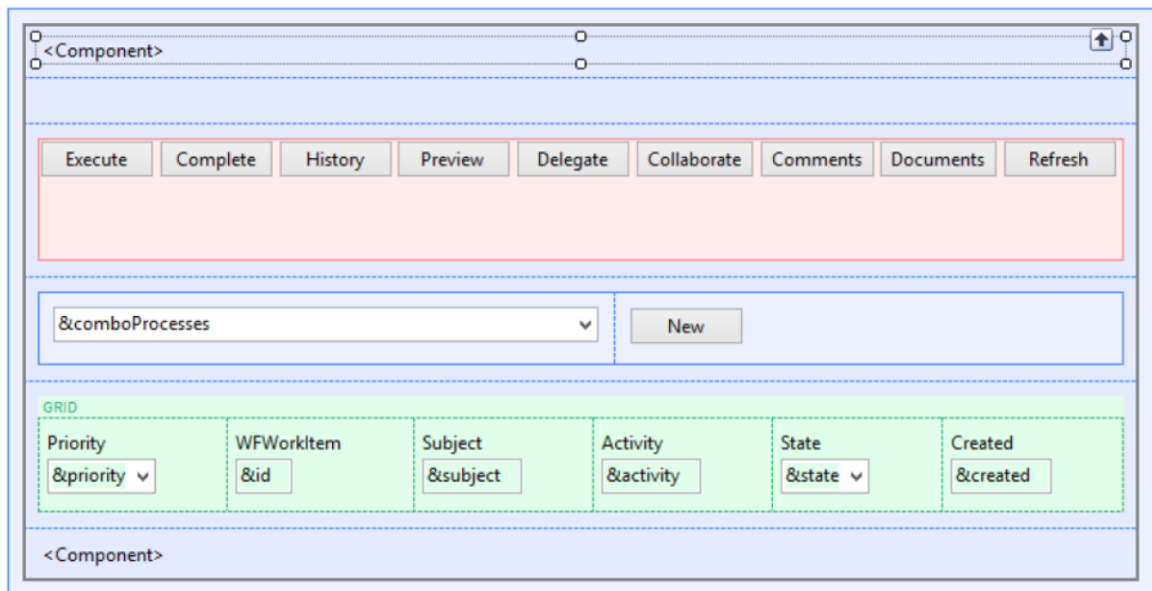 <Component>
Execute Complete History Preview Delegate Collaborate Comments Documents Refresh
&comboProcesses New
GRID
Priority WFWorkItem Subject Activity State Created
&priority &id &subject &activity &state &created
<Component>